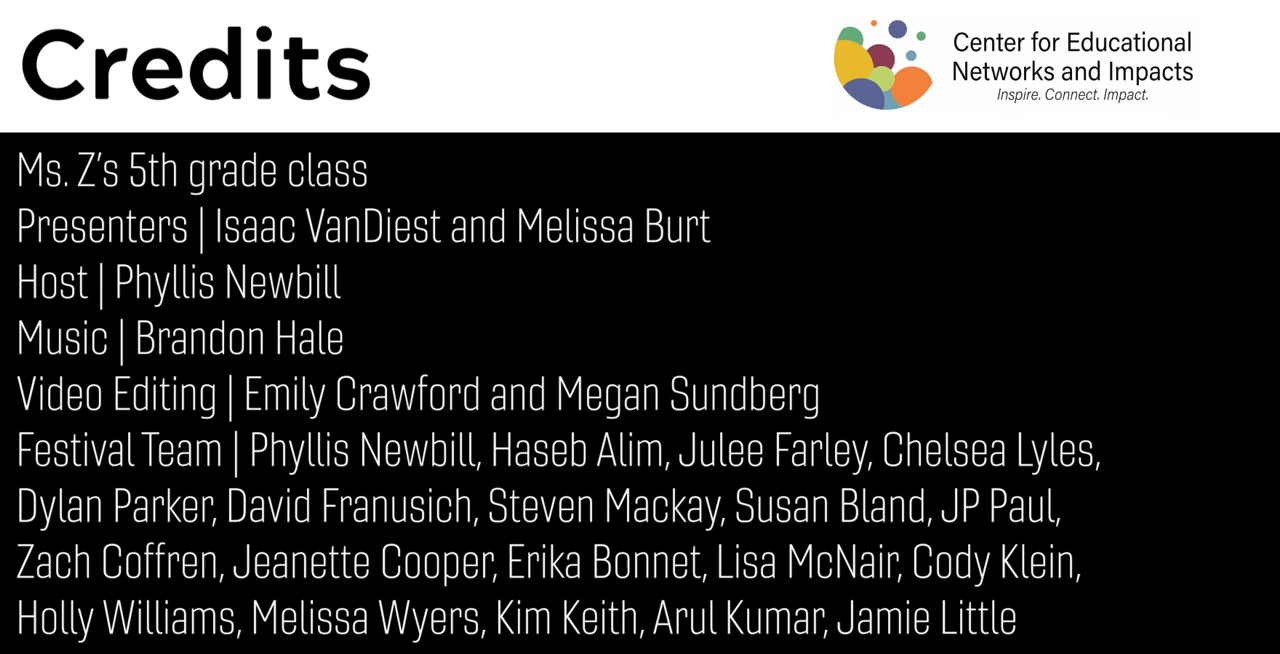 Credits
Center for Educational
Networks and Impacts
Inspire. Connect. Impact.
Ms. Z's 5th grade class
Presenters | Isaac VanDiest and Melissa Burt
Host | Phyllis Newbill
Music | Brandon Hale
Video Editing | Emily Crawford and Megan Sundberg
Festival Team | Phyllis Newbill, Haseb Alim, Julee Farley, Chelsea Lyles,
Dylan Parker, David Franusich, Steven Mackay, Susan Bland, JP Paul,
Zach Coffren, Jeanette Cooper, Erika Bonnet, Lisa McNair, Cody Klein,
Holly Williams, Melissa Wyers, Kim Keith, Arul Kumar, Jamie Little